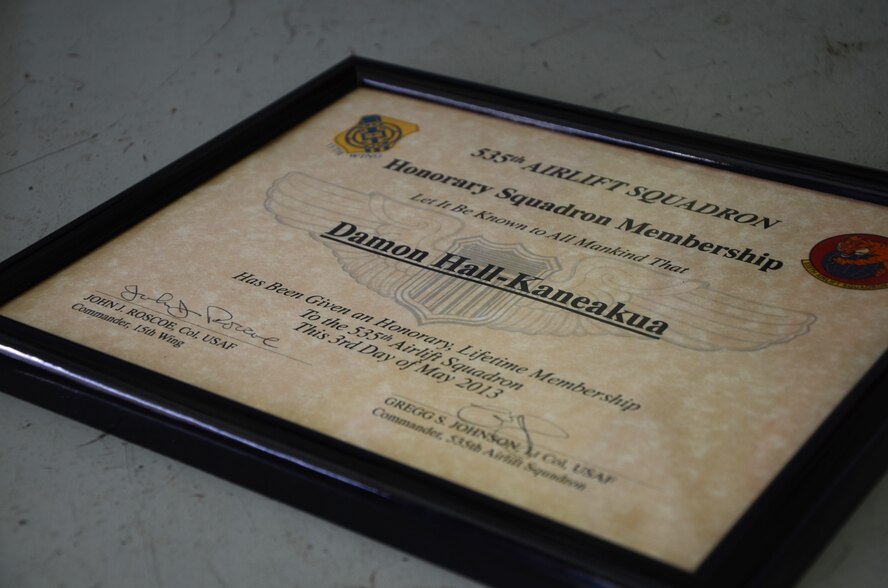 15TH WING
535th AIRLIFT SQUADRON
Honorary Squadron Membership
Let It Be Known to All Mankind That
Damon Hall-Kaneakua
Has Been Given an Honorary, Lifetime Membership
To the 535th Airlift Squadron
This 3rd Day of May 2013
JOHN J. ROSCOE, Col, USAF
Commander, 15th Wing
GREGG S. JOHNSON, Lt Col, USAF
Commander, 535th Airlift Squadron